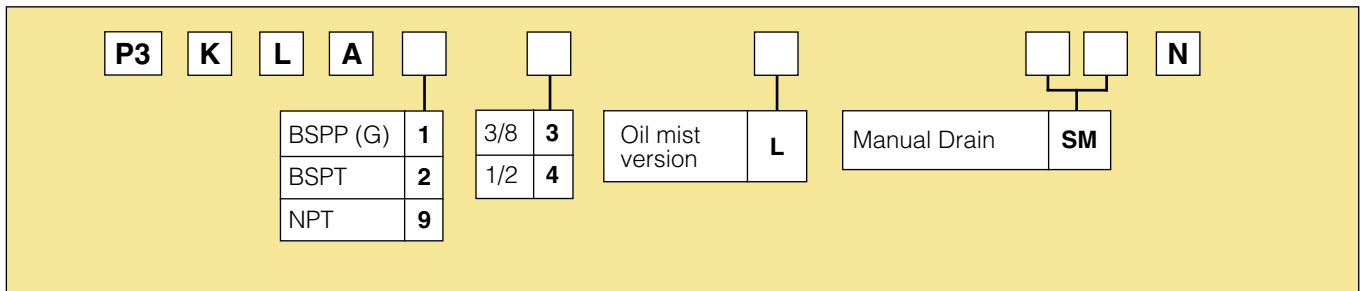 P3 K L A N
BSPP (G) 1
BSPT 2
NPT 9
3/8 3
1/2 4
Oil mist
version
L
Manual Drain SM